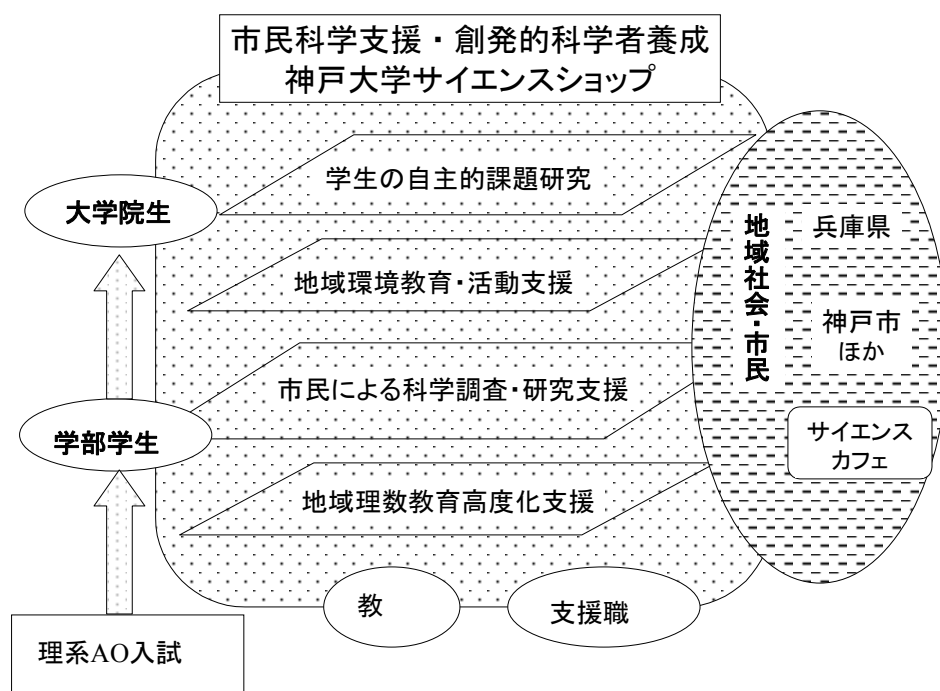 市民科学支援・創発的科学者養成
神戸大学サイエンスショップ
学生の自主的課題研究
大学院生
地域環境教育・活動支援
市民による科学調査・研究支援
学部学生
地域理数教育高度化支援
地域社会・市民
兵庫県
神戸市
ほか
サイエンス
カフェ
教
支援職
理系AO入試